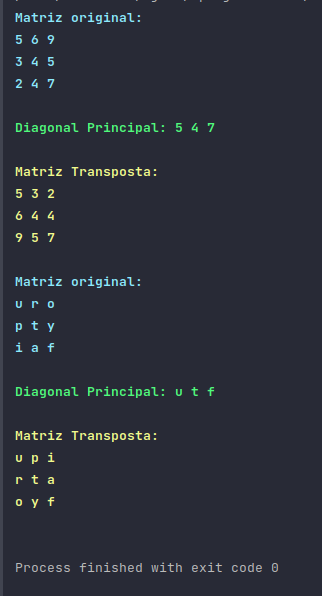 Matriz original:
5 6 9
3 4 5
2 4 7
Diagonal Principal: 5 4 7
Matriz Transposta:
5 3 2
6 4 4
9 5 7
Matriz original:
u r o
p t y
i a f
Diagonal Principal: u t f
Matriz Transposta:
u p i
r t a
o y f
Process finished with exit code 0